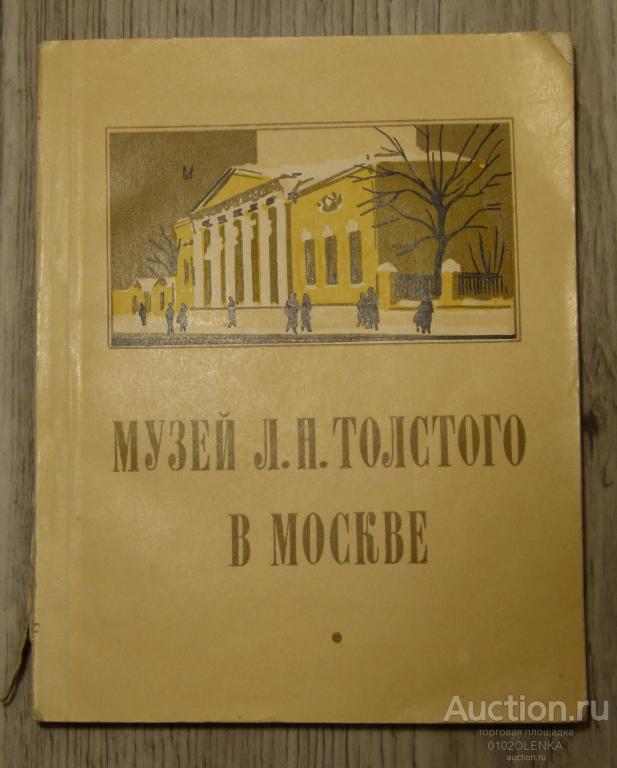 МУЗЕЙ Л.Н.ТОЛСТОГО
В МОСКВЕ
Auction.ru
торговая площадка
0102OLENKA
auction.ru